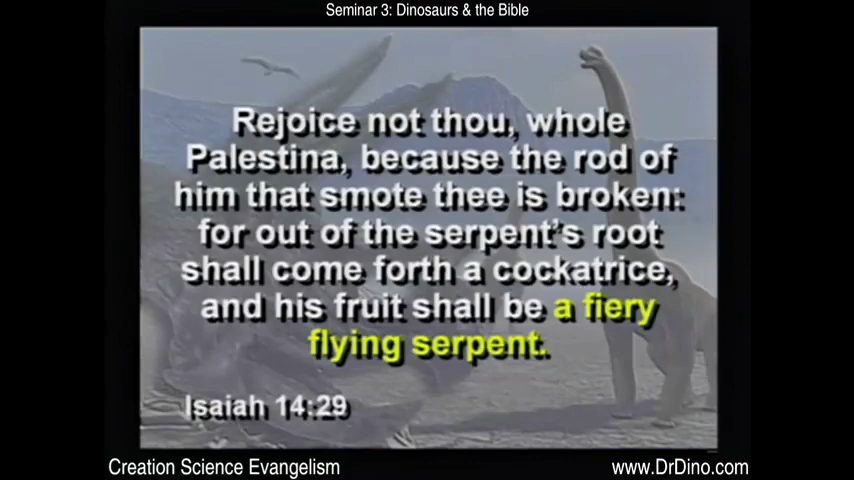 Seminar 3: Dinosaurs & the Bible
Rejoice not thou, whole
Palestina, because the rod of
him that smote thee is broken:
for out of the serpent's root
shall come forth a cockatrice,
and his fruit shall be a fiery
flying serpent.
Isaiah 14:29
Creation Science Evangelism
www.DrDino.com